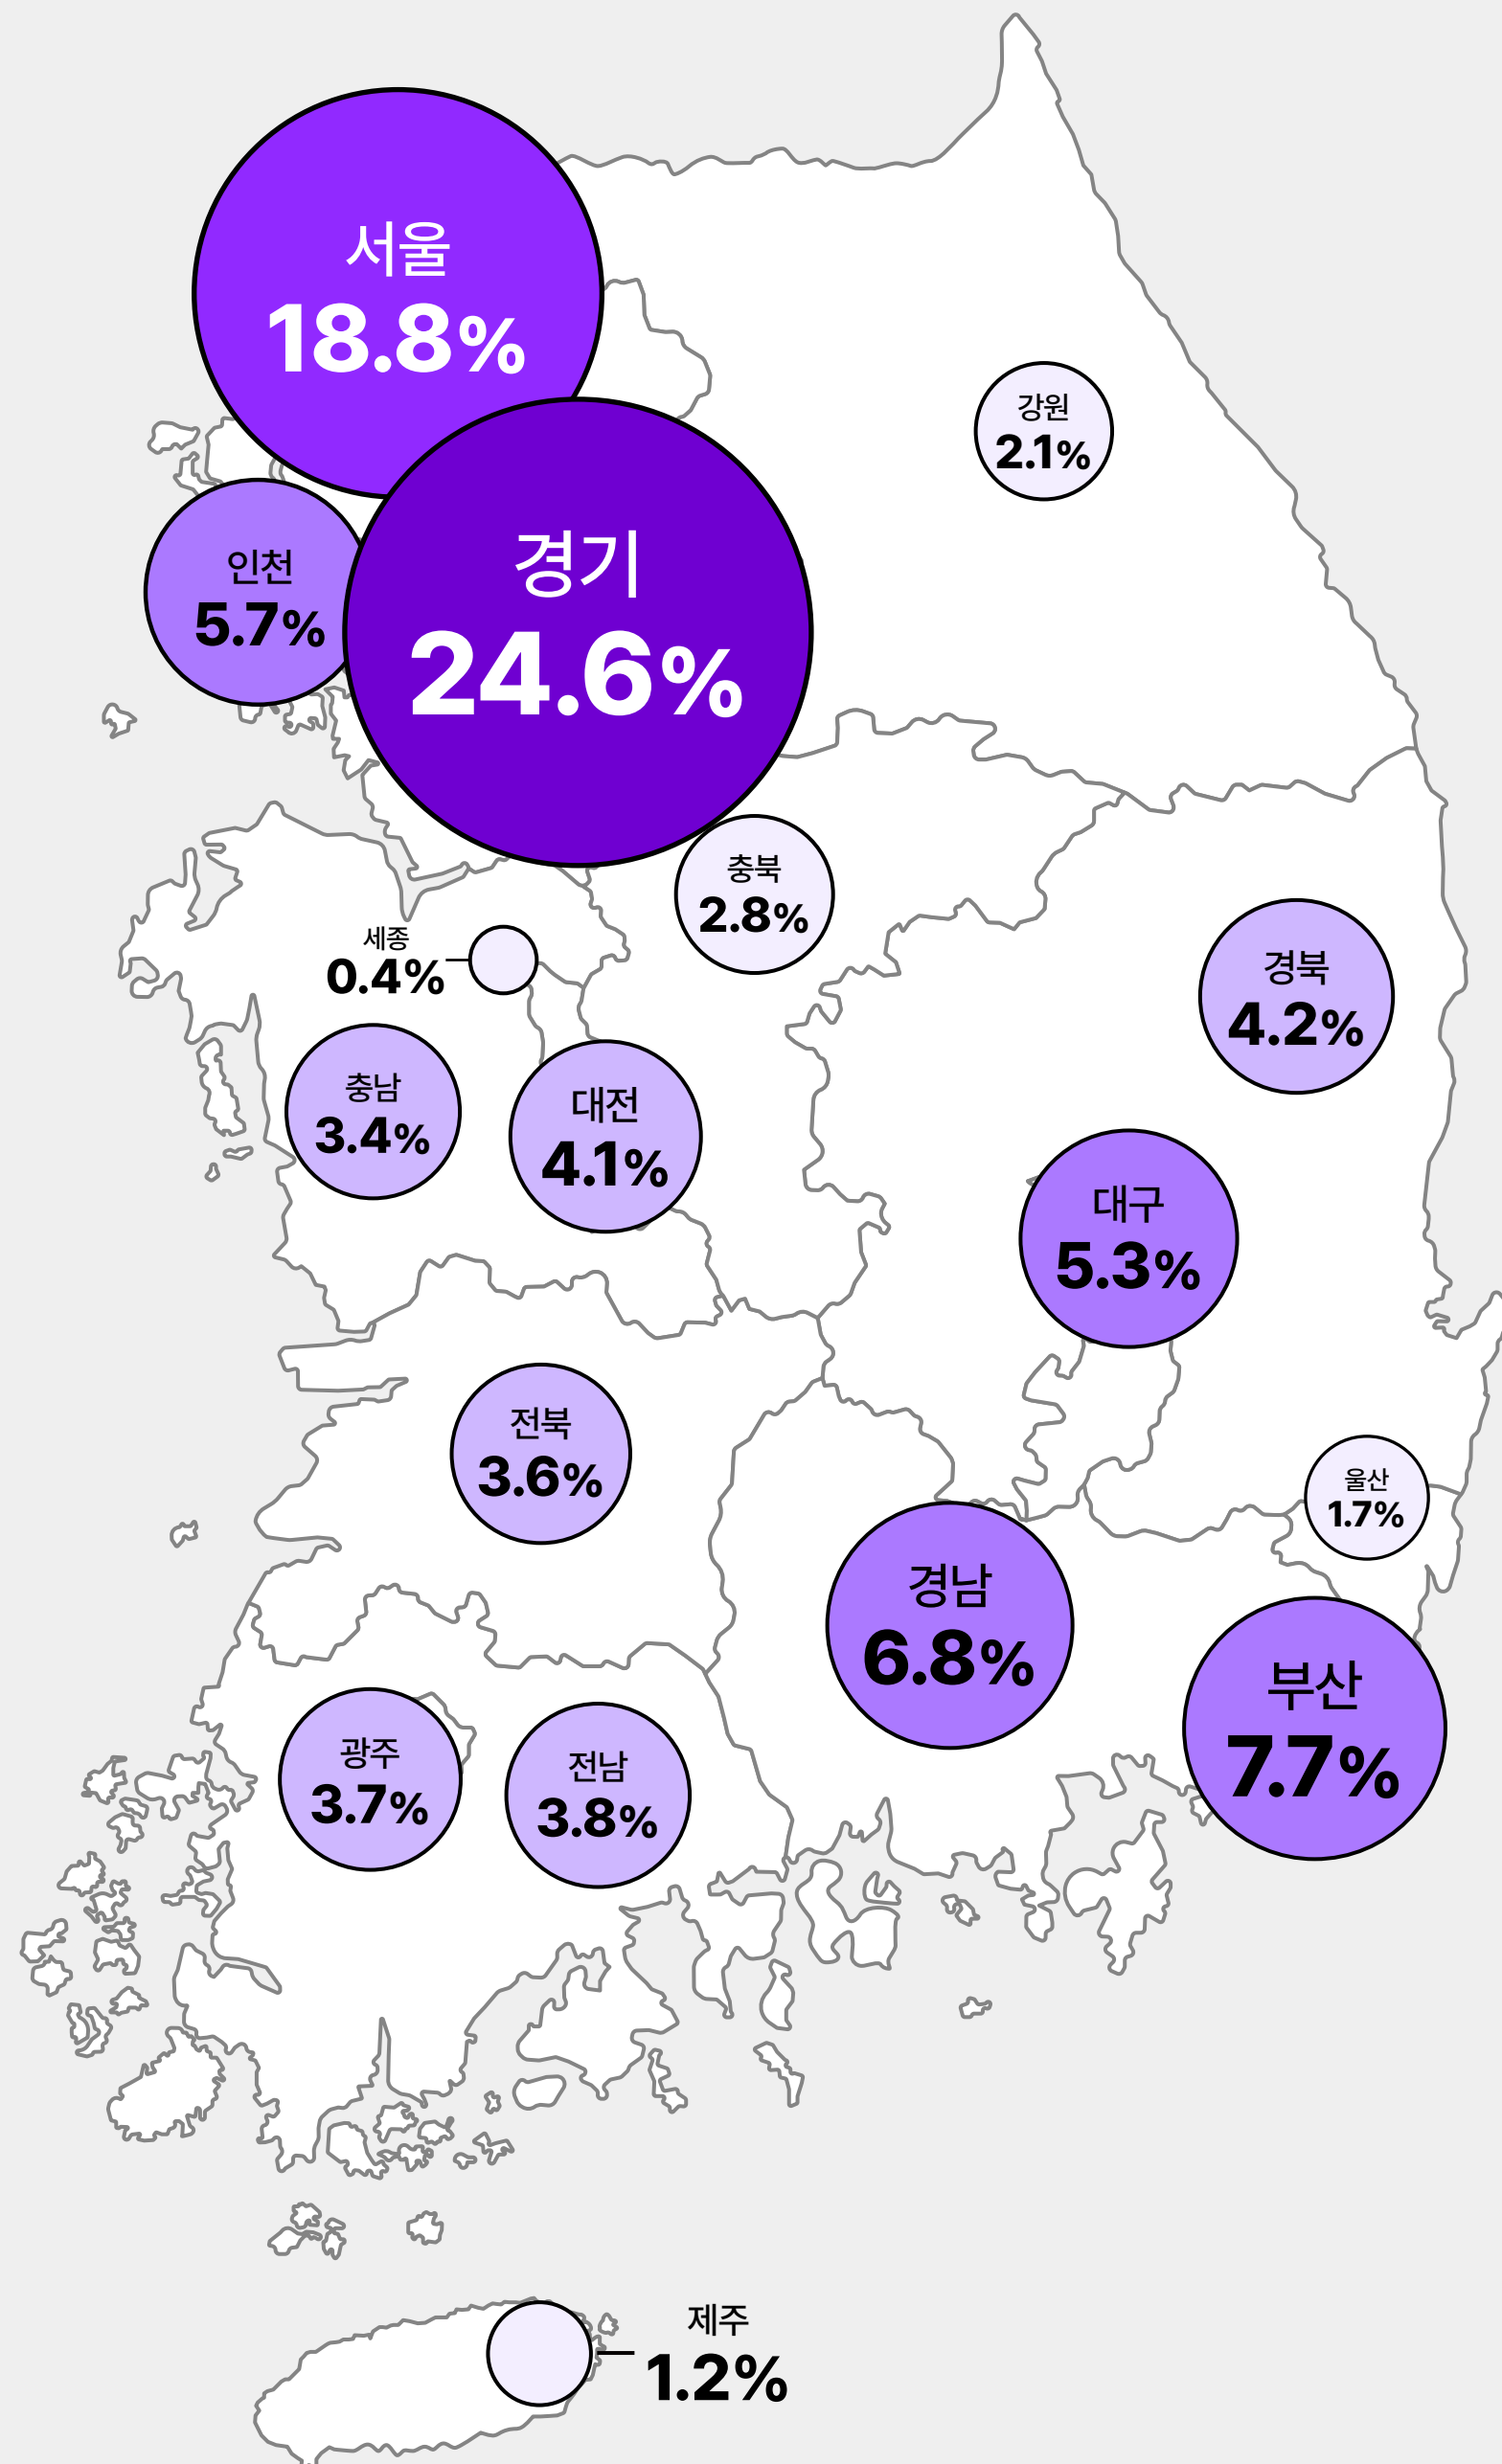 서울
18.8%
강원
2.1%
인천
5.7%
경기
24.6%
충북
2.8%
세종
0.4%
경북
4.2%
충남
3.4%
대전
4.1%
대구
5.3%
전북
3.6%
울산
1.7%
경남
6.8%
부산
7.7%
광주
3.7%
전남
3.8%
제주
1.2%